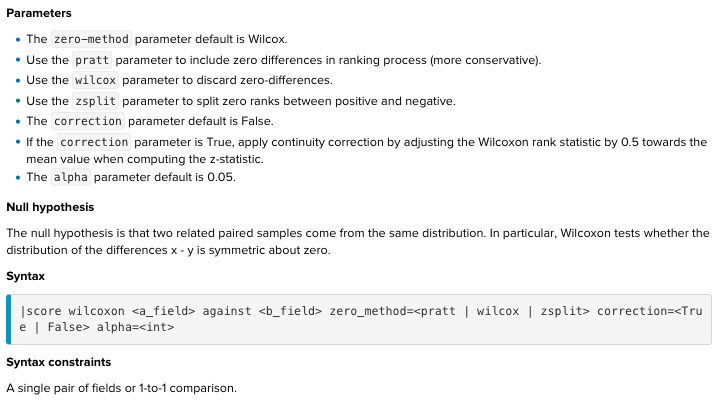 Parameters
• The zero-method parameter default is Wilcox.
• Use the pratt parameter to include zero differences in ranking process (more conservative).
• Use the wilcox parameter to discard zero-differences.
• Use the zsplit parameter to split zero ranks between positive and negative.
• The correction parameter default is False.
• If the correction parameter is True, apply continuity correction by adjusting the Wilcoxon rank statistic by 0.5 towards the
mean value when computing the z-statistic.
• The alpha parameter default is 0.05.
Null hypothesis
The null hypothesis is that two related paired samples come from the same distribution. In particular, Wilcoxon tests whether the
distribution of the differences x - y is symmetric about zero.
Syntax
|score wilcoxon <a_field> against <b_field> zero_method=<pratt | wilcox | zsplit> correction=<Tru
e | False> alpha=<int>
Syntax constraints
A single pair of fields or 1-to-1 comparison.